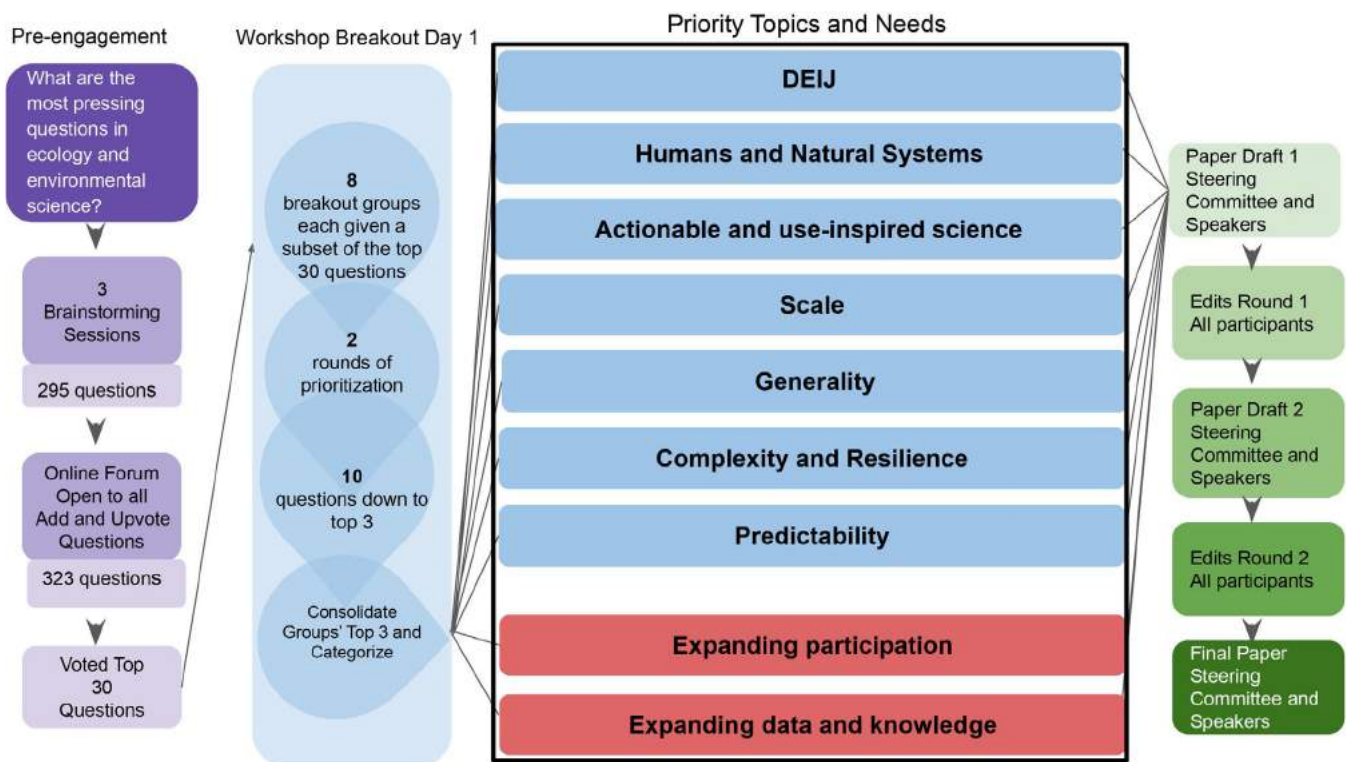 Pre-engagement
What are the
most pressing
questions in
ecology and
environmental
science?
3
Brainstorming
Sessions
295 questions
Online Forum
Open to all
Add and Upvote
Questions
323 questions
Voted Top
30
Questions
Workshop Breakout Day 1
8
breakout groups
each given a
subset of the top
30 questions
2
rounds of
prioritization
10
questions down to
top 3
Consolidate
Groups' Top 3 and
Categorize
Priority Topics and Needs
DEIJ
Humans and Natural Systems
Actionable and use-inspired science
Scale
Generality
Complexity and Resilience
Predictability
Expanding participation
Expanding data and knowledge
Paper Draft 1
Steering
Committee and
Speakers
Edits Round 1
All participants
Paper Draft 2
Steering
Committee and
Speakers
Edits Round 2
All participants
Final Paper
Steering
Committee and
Speakers